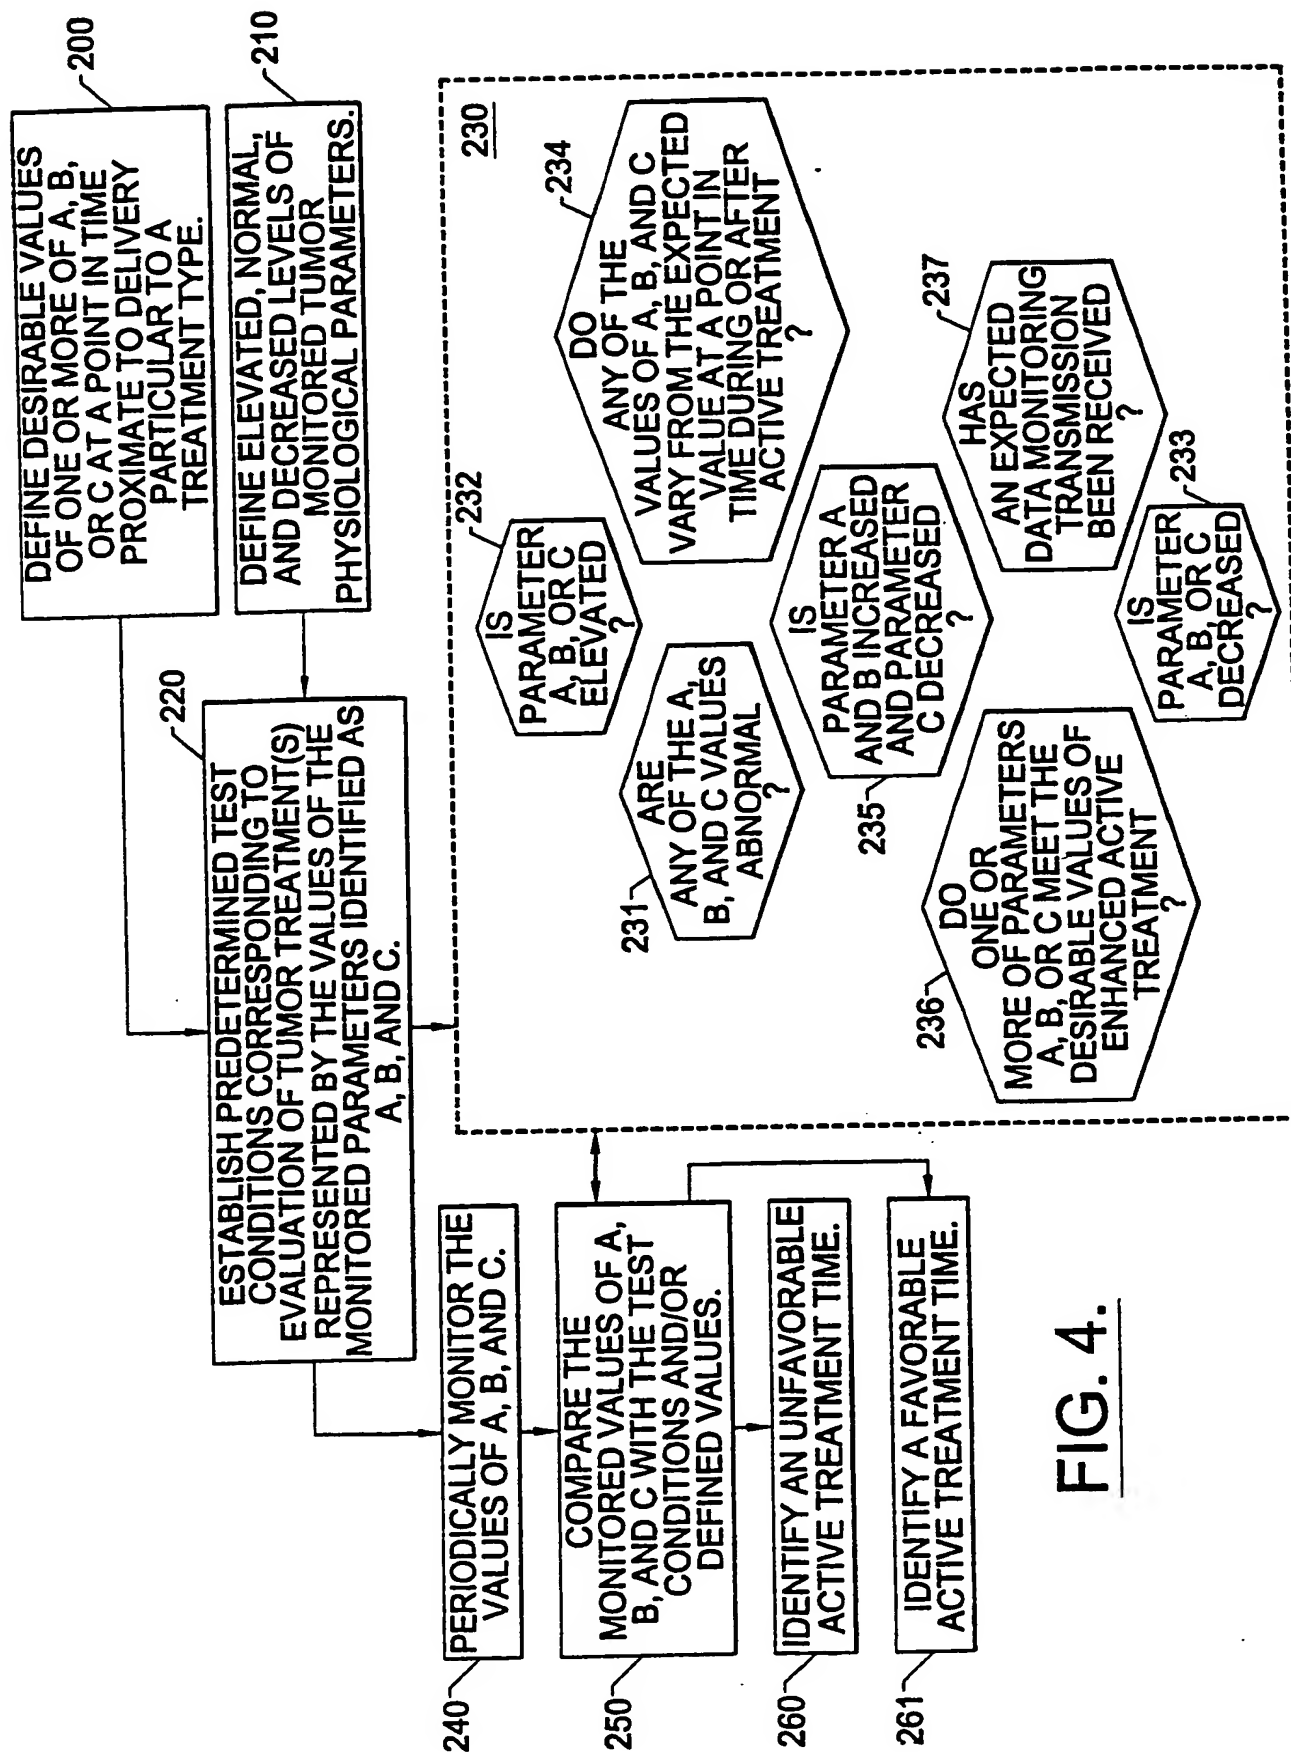 DEFINE DESIRABLE VALUES
OF ONE OR MORE OF A, B,
OR C AT A POINT IN TIME
PROXIMATE TO DELIVERY
PARTICULAR TO A
TREATMENT TYPE.
200
DEFINE ELEVATED, NORMAL,
AND DECREASED LEVELS OF
MONITORED TUMOR
PHYSIOLOGICAL PARAMETERS.
210
220
ESTABLISH PREDETERMINED TEST
CONDITIONS CORRESPONDING TO
EVALUATION OF TUMOR TREATMENT(S)
REPRESENTED BY THE VALUES OF THE
MONITORED PARAMETERS IDENTIFIED AS
A, B, AND C.
240
PERIODICALLY MONITOR THE
VALUES OF A, B, AND C.
250
COMPARE THE
MONITORED VALUES OF A,
B, AND C WITH THE TEST
CONDITIONS AND/OR
DEFINED VALUES.
260
IDENTIFY AN UNFAVORABLE
ACTIVE TREATMENT TIME.
261
IDENTIFY A FAVORABLE
ACTIVE TREATMENT TIME.
230
232
IS
PARAMETER
A, B, OR C
ELEVATED
?
234
DO
ANY OF THE
VALUES OF A, B, AND C
VARY FROM THE EXPECTED
VALUE AT A POINT IN
TIME DURING OR AFTER
ACTIVE TREATMENT
?
231
ARE
ANY OF THE A,
B, AND C VALUES
ABNORMAL
?
235
IS
PARAMETER A
AND B INCREASED
AND PARAMETER
C DECREASED
?
237
HAS
AN EXPECTED
DATA MONITORING
TRANSMISSION
BEEN RECEIVED
?
236
DO
ONE OR
MORE OF PARAMETERS
A, B, OR C MEET THE
DESIRABLE VALUES OF
ENHANCED ACTIVE
TREATMENT
?
233
IS
PARAMETER
A, B, OR C
DECREASED
?
FIG. 4.